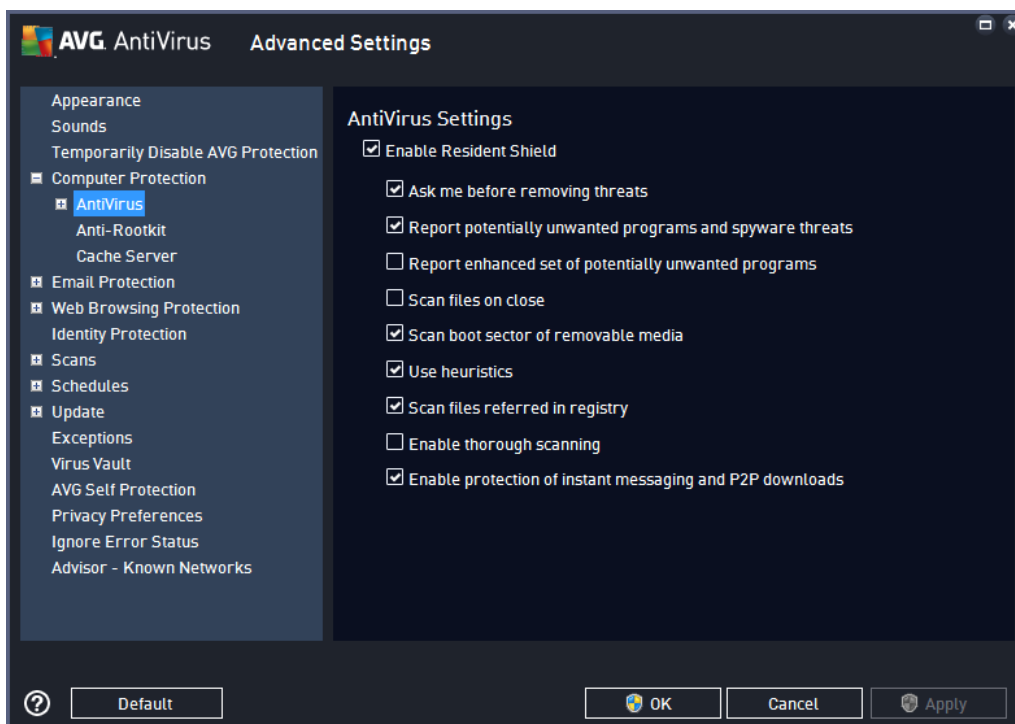 AVG. AntiVirus Advanced Settings
Appearance
Sounds
Temporarily Disable AVG Protection
Computer Protection
AntiVirus
Anti-Rootkit
Cache Server
Email Protection
Web Browsing Protection
Identity Protection
Scans
Schedules
Update
Exceptions
Virus Vault
AVG Self Protection
Privacy Preferences
Ignore Error Status
Advisor - Known Networks
AntiVirus Settings
Enable Resident Shield
Ask me before removing threats
Report potentially unwanted programs and spyware threats
Report enhanced set of potentially unwanted programs
Scan files on close
Scan boot sector of removable media
Use heuristics
Scan files referred in registry
Enable thorough scanning
Enable protection of instant messaging and P2P downloads
? Default OK Cancel Apply